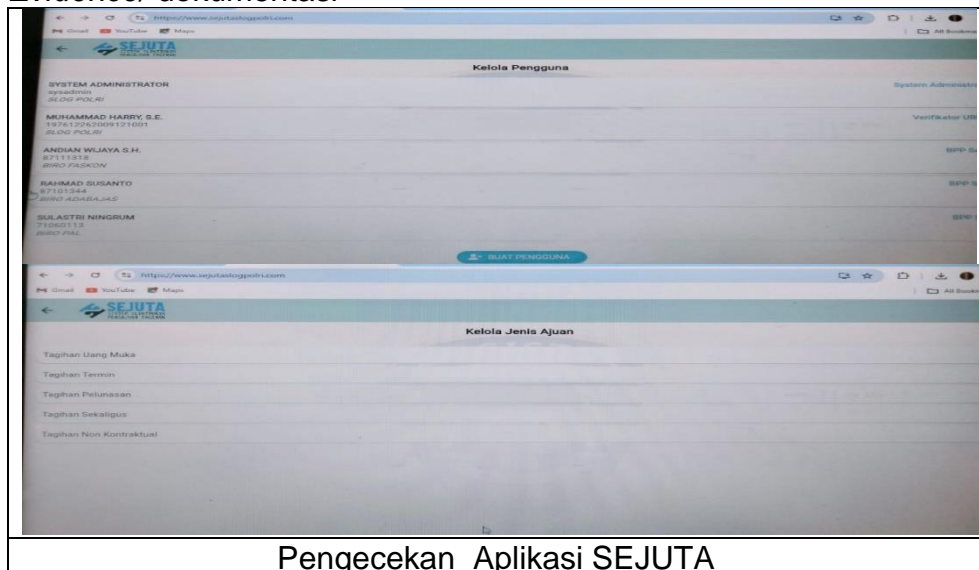 Evidence/ dokumentasi
https://www.sejutaslogpolri.com
Gmail YouTube Maps All Bookma
SEJUTA
Kelola Pengguna
SYSTEM ADMINISTRATOR
sysadmin
SLOG POLRI
System Administra
MUHAMMAD HARRY, S.E.
197612262009121001
SLOG POLRI
Verifikator UR
ANDIAN WIJAYA S.H.
87111318
BIRO FASKON
BPP
RAHMAD SUSANTO
87101344
BIRO ADABAJAS
BPP
SULASTRI NINGRUM
71060113
BIRO PAL
BPP
BUAT PENGGUNA
https://www.sejutaslogpolri.com
Gmail YouTube Maps All Book
SEJUTA
Kelola Jenis Ajuan
Tagihan Uang Muka
Tagihan Termin
Tagihan Pelunasan
Tagihan Sekaligus
Tagihan Non Kontraktual
Pengecekan Aplikasi SEJUTA